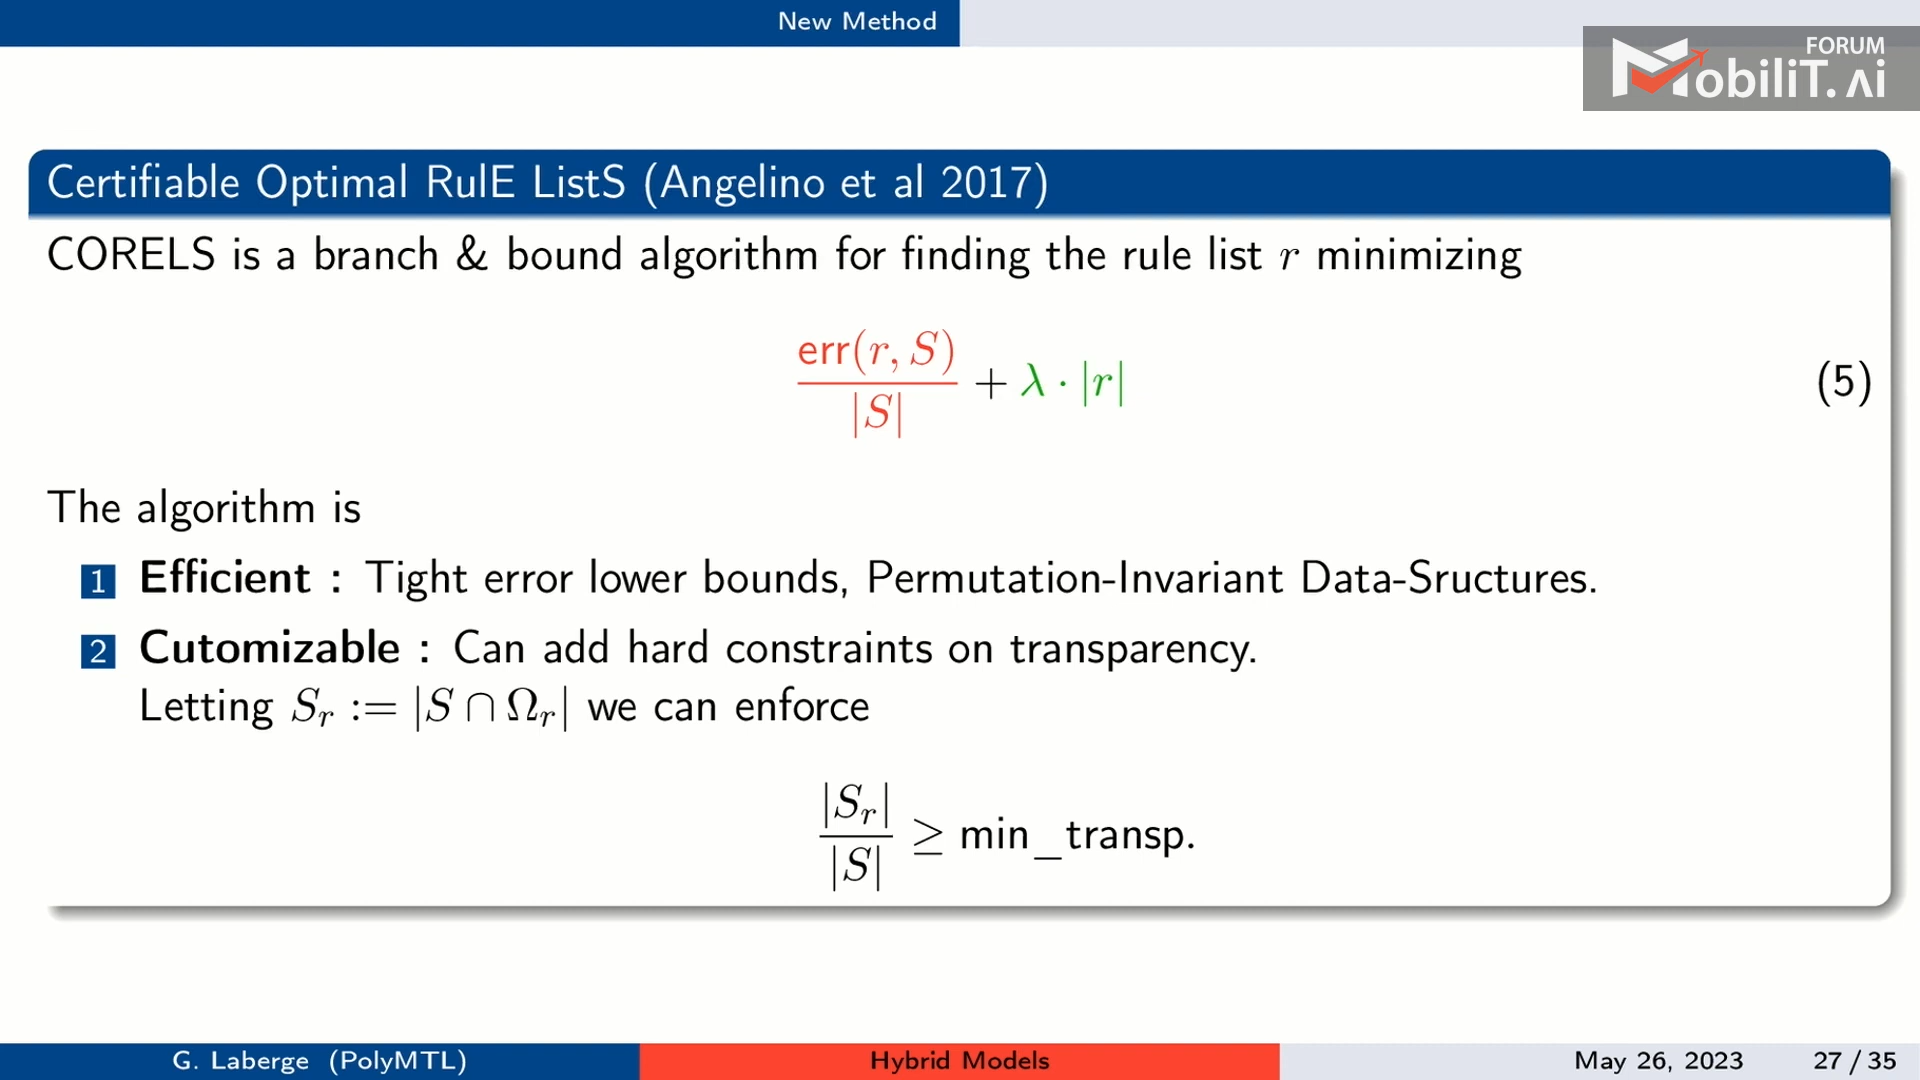 New Method
FORUM
MobiliT.Ai
Certifiable Optimal RulE ListS (Angelino et al 2017)
CORELS is a branch & bound algorithm for finding the rule list r minimizing
err(r, S)
|S|
+ λ · |r|
(5)
The algorithm is
1 Efficient : Tight error lower bounds, Permutation-Invariant Data-Sructures.
2 Cutomizable : Can add hard constraints on transparency.
Letting S_r := |S ∩ Ω_r| we can enforce
|S_r|
|S|
≥ min_transp.
G. Laberge (PolyMTL)
Hybrid Models
May 26, 2023
27 / 35